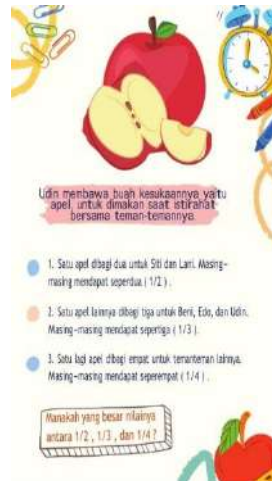 Udin membawa buah kesukaannya yaitu
apel, untuk dimakan saat istirahat
bersama teman-temannya.
1. Satu apel dibagi dua untuk Siti dan Lani. Masing-
masing mendapat seperdua ( 1/2 ) .
2. Satu apel lainnya dibagi tiga untuk Beni, Edo, dan Udin.
Masing-masing mendapat sepertiga ( 1/3 ) .
3. Satu lagi apel dibagi empat untuk temanteman lainnya.
Masing-masing mendapat seperempat ( 1/4 ) .
Manakah yang besar nilainya
antara 1/2 , 1/3 , dan 1/4 ?